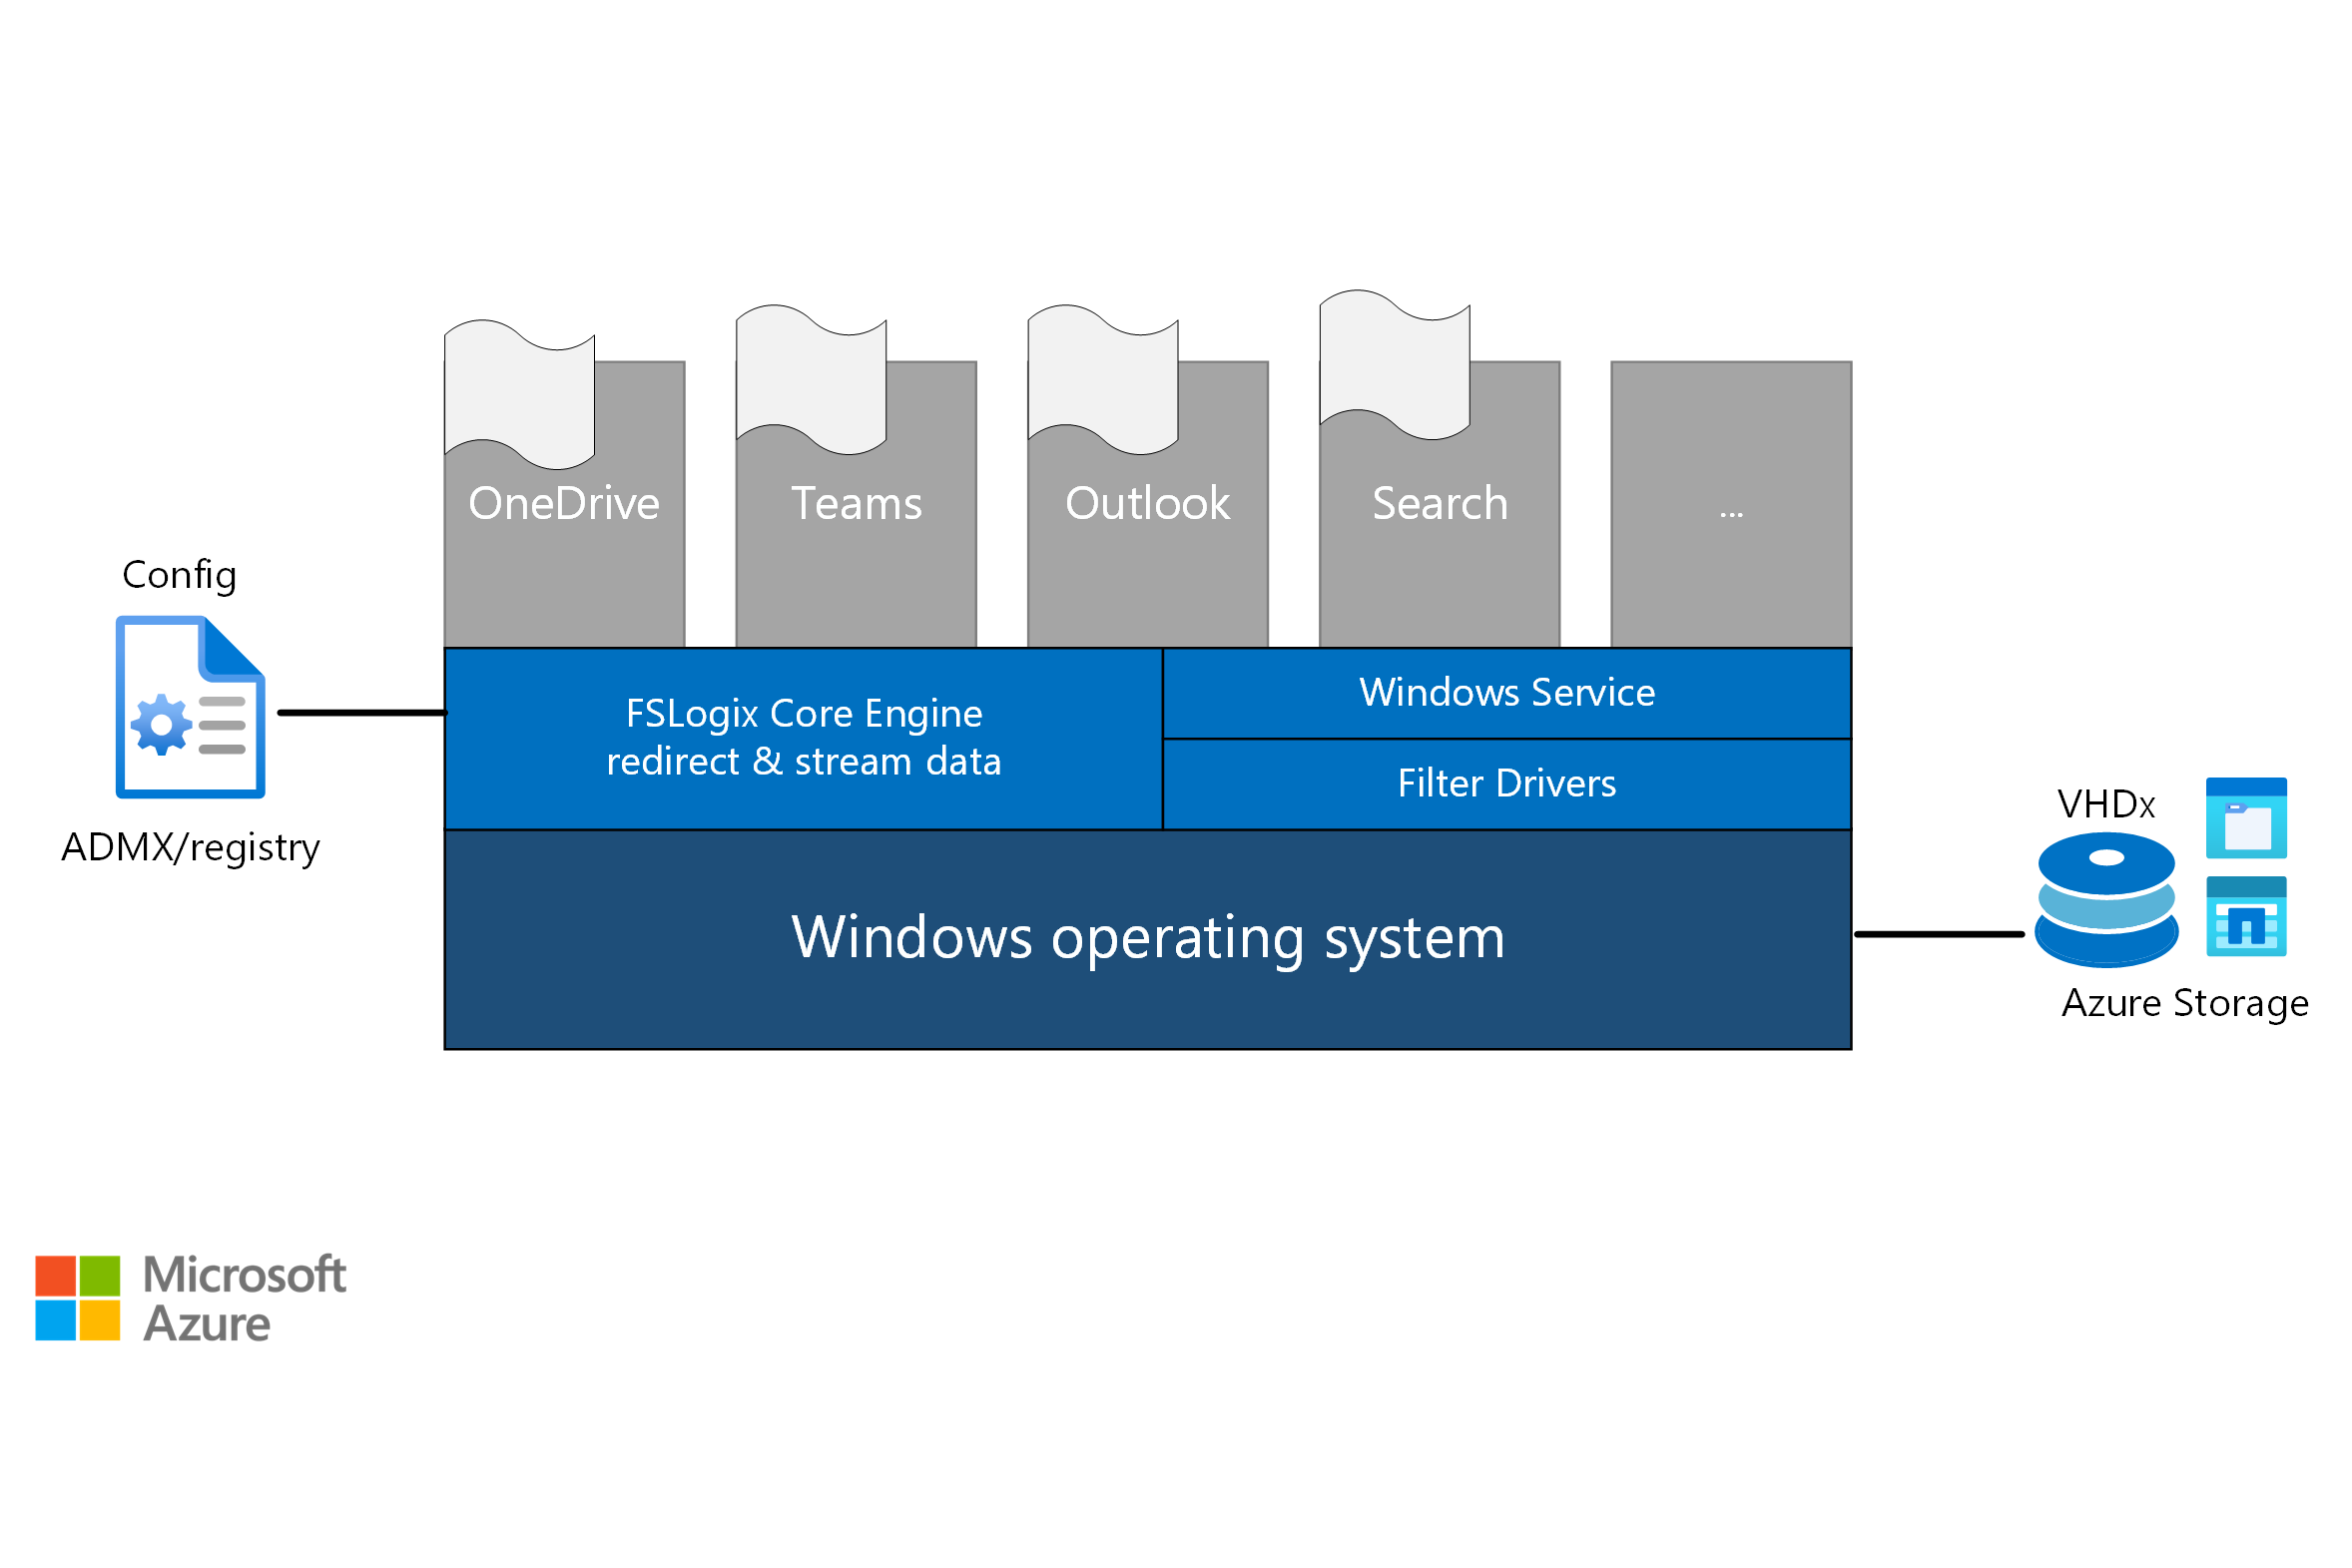 OneDrive
Teams
Outlook
Search
...
Config
ADMX/registry
FSLogix Core Engine
redirect & stream data
Windows Service
Filter Drivers
Windows operating system
VHDx
Azure Storage
Microsoft
Azure